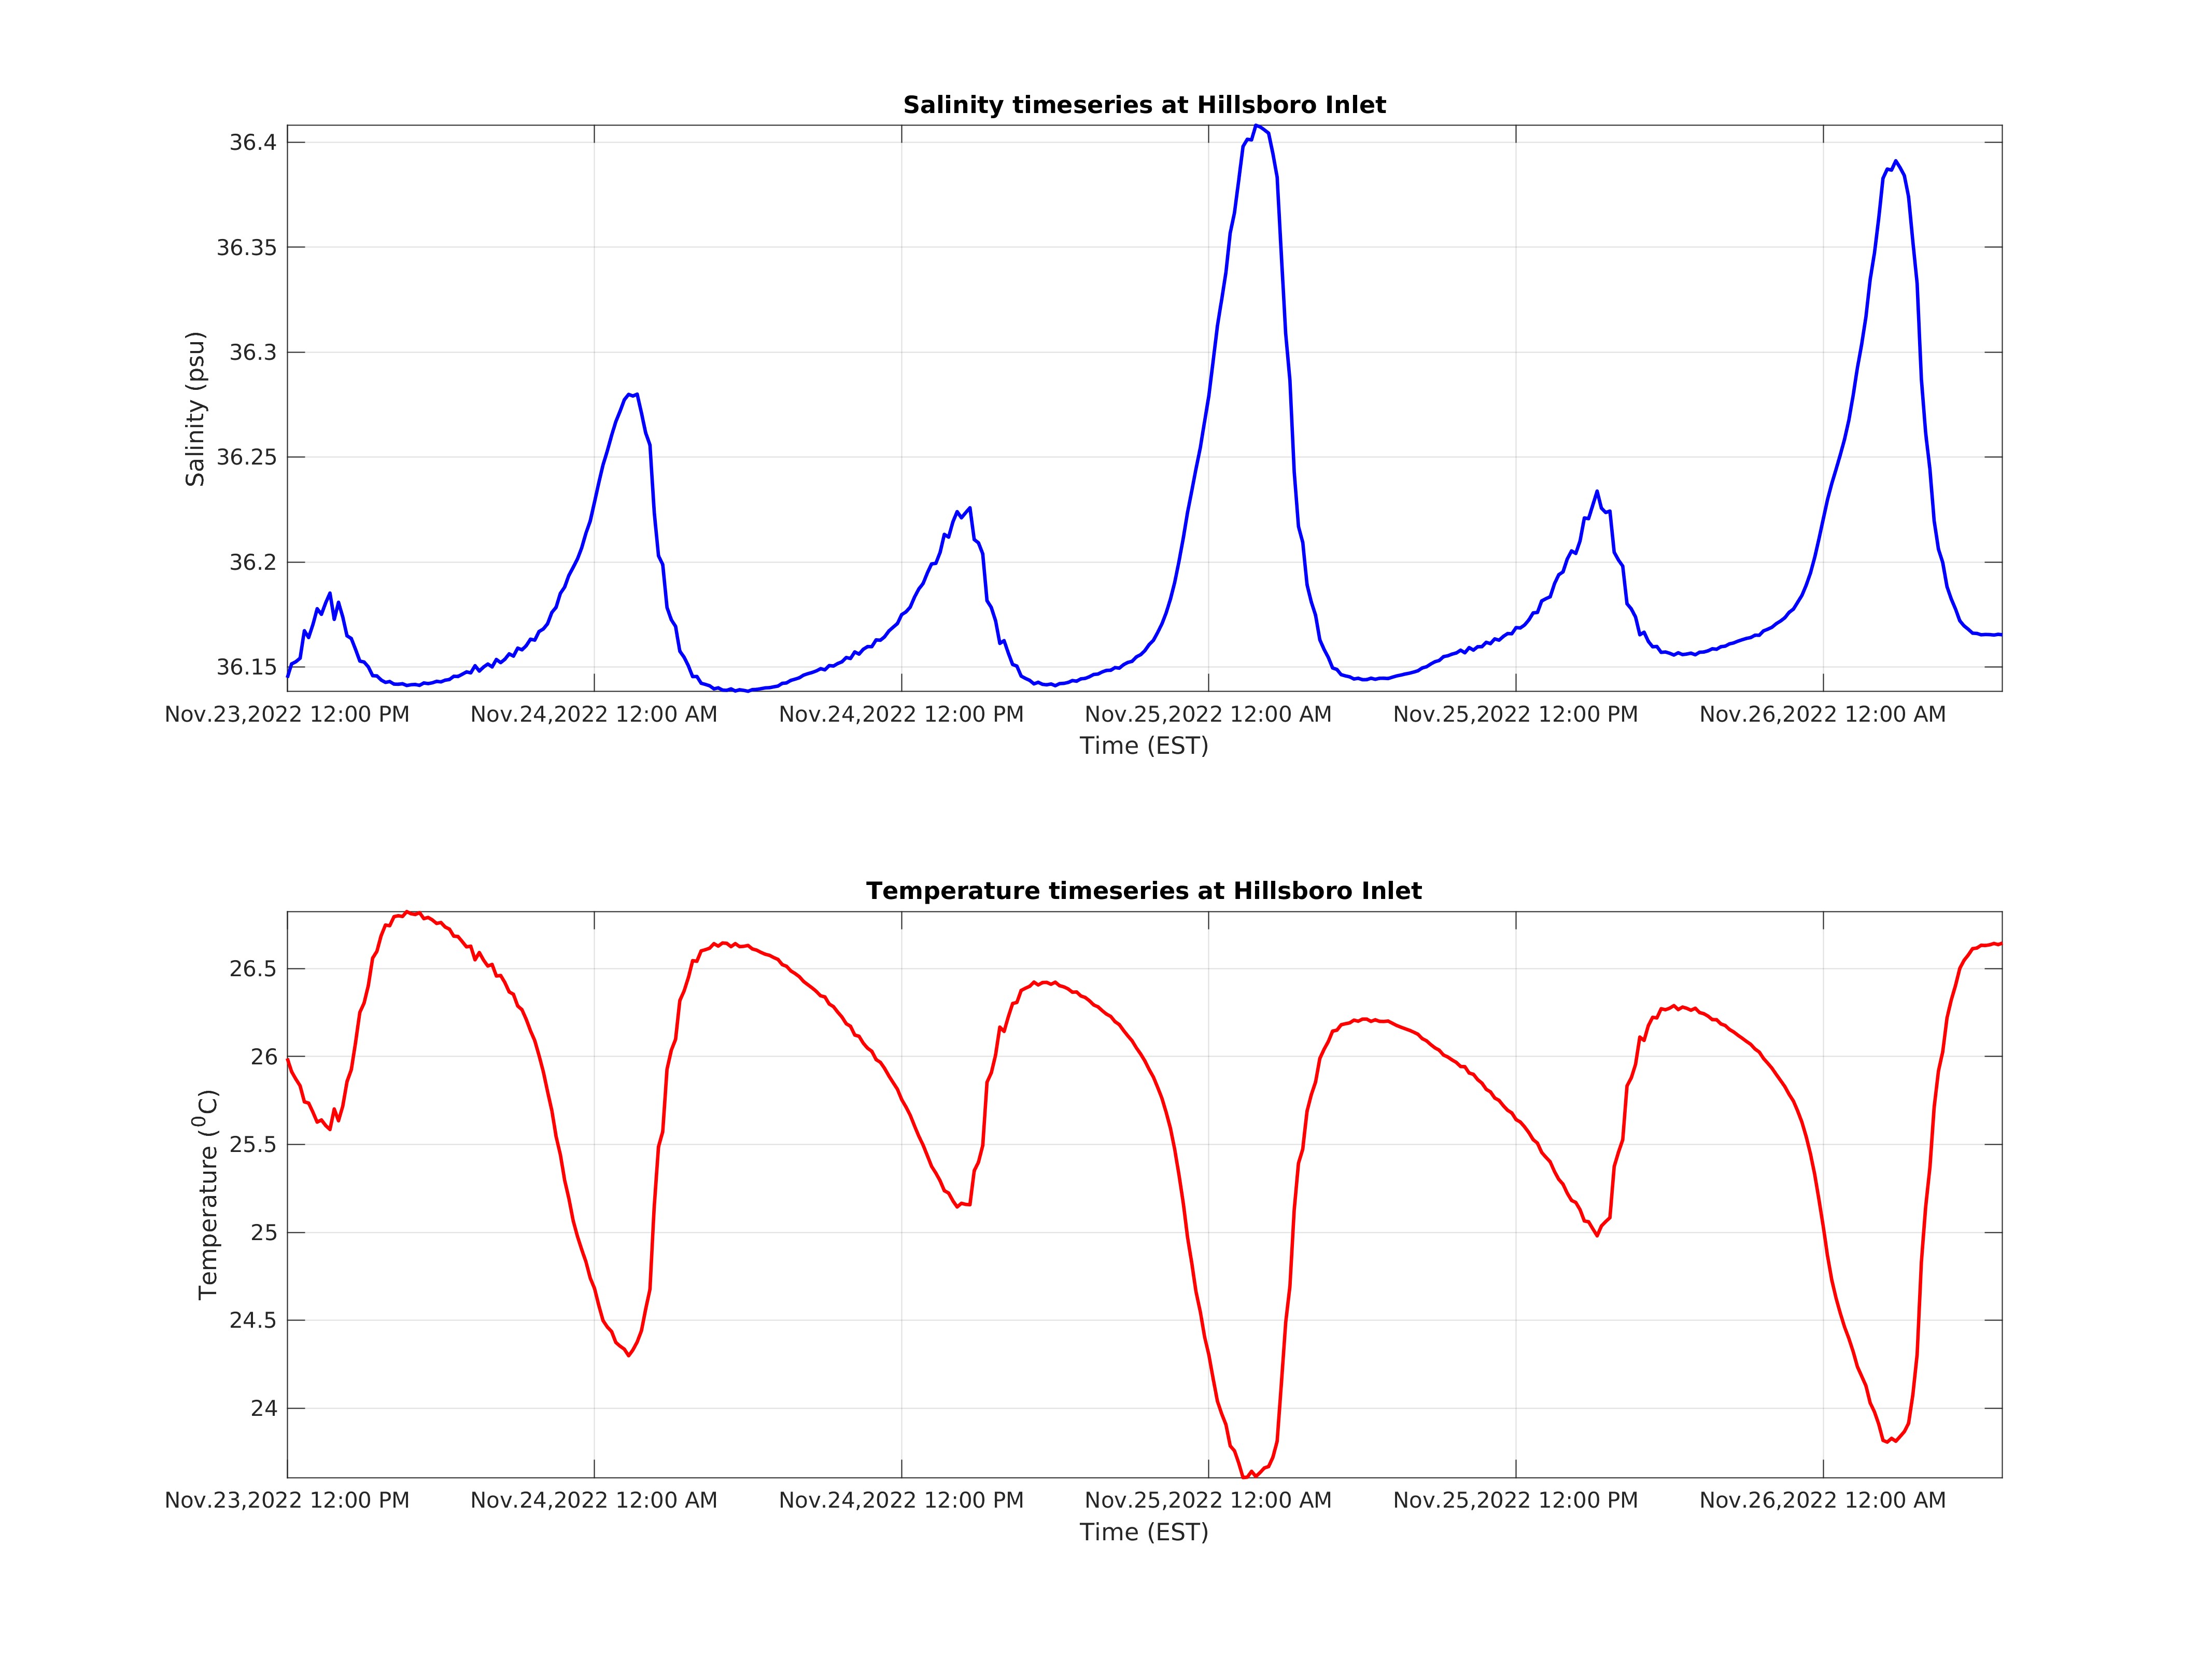 Salinity timeseries at Hillsboro Inlet
36.4
36.35
36.3
36.25
36.2
36.15
Salinity (psu)
Nov.23,2022 12:00 PM Nov.24,2022 12:00 AM Nov.24,2022 12:00 PM Nov.25,2022 12:00 AM Nov.25,2022 12:00 PM Nov.26,2022 12:00 AM
Time (EST)
Temperature timeseries at Hillsboro Inlet
26.5
26
25.5
25
24.5
24
Temperature (⁰C)
Nov.23,2022 12:00 PM Nov.24,2022 12:00 AM Nov.24,2022 12:00 PM Nov.25,2022 12:00 AM Nov.25,2022 12:00 PM Nov.26,2022 12:00 AM
Time (EST)